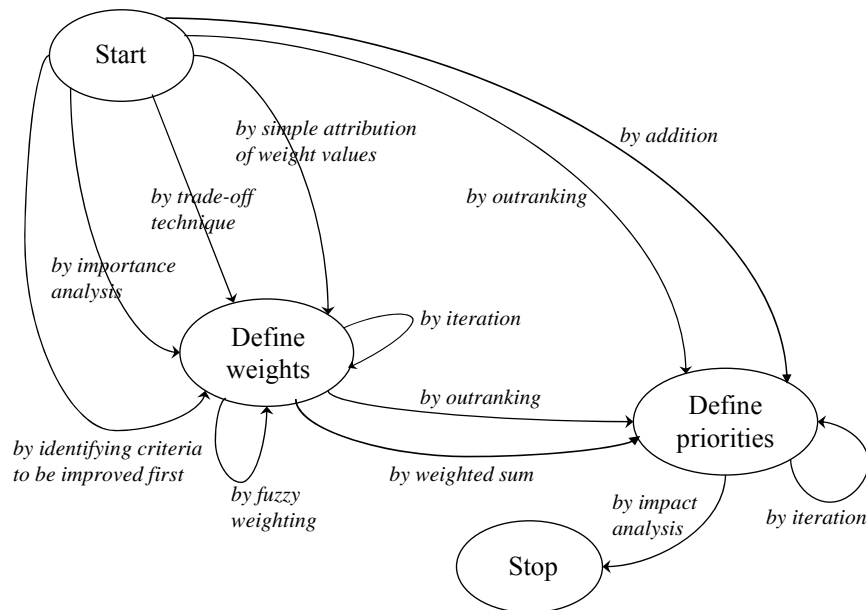 Start
by simple attribution
of weight values
by addition
by trade-off
technique
by outranking
by importance
analysis
Define
weights
by iteration
by outranking
Define
priorities
by identifying criteria
to be improved first
by weighted sum
by fuzzy
weighting
by impact
analysis
by iteration
Stop